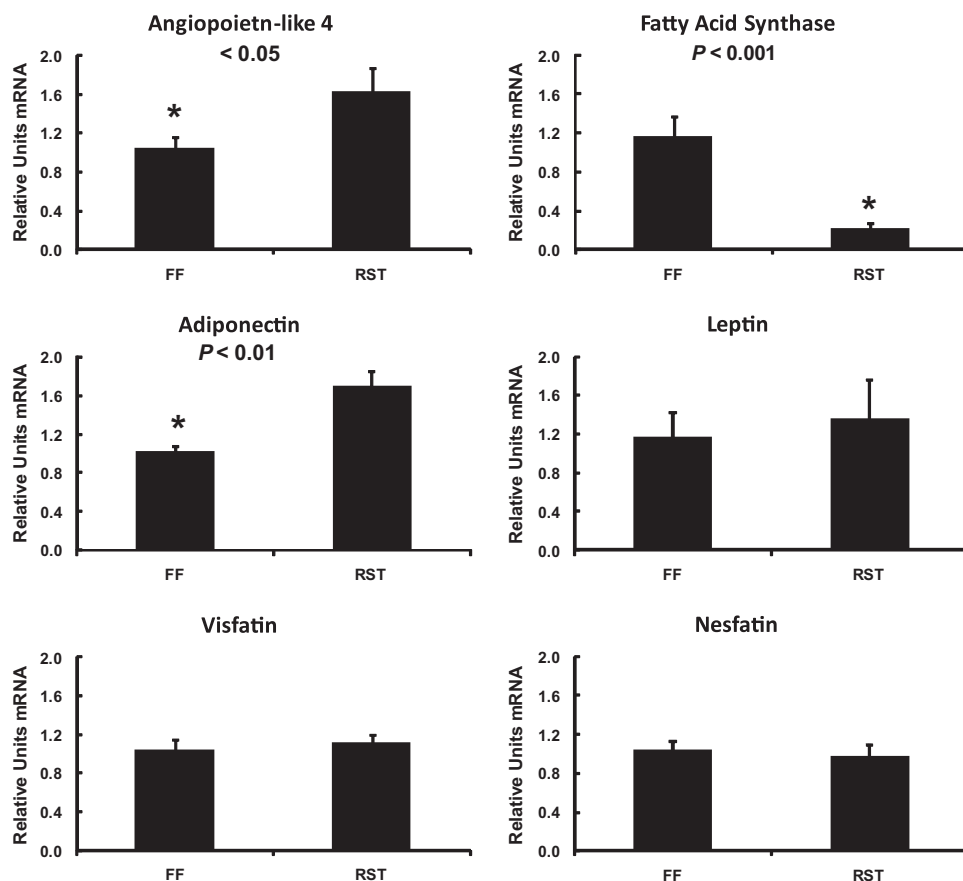 Angiopoietn-like 4
< 0.05
Relative Units mRNA
2.0
1.6
1.2
0.8
0.4
0.0
*
FF
RST
Fatty Acid Synthase
P < 0.001
Relative Units mRNA
2.0
1.6
1.2
0.8
0.4
0.0
*
FF
RST
Adiponectin
P < 0.01
Relative Units mRNA
2.0
1.6
1.2
0.8
0.4
0.0
*
FF
RST
Leptin
Relative Units mRNA
2.0
1.6
1.2
0.8
0.4
0.0
FF
RST
Visfatin
Relative Units mRNA
2.0
1.6
1.2
0.8
0.4
0.0
FF
RST
Nesfatin
Relative Units mRNA
2.0
1.6
1.2
0.8
0.4
0.0
FF
RST